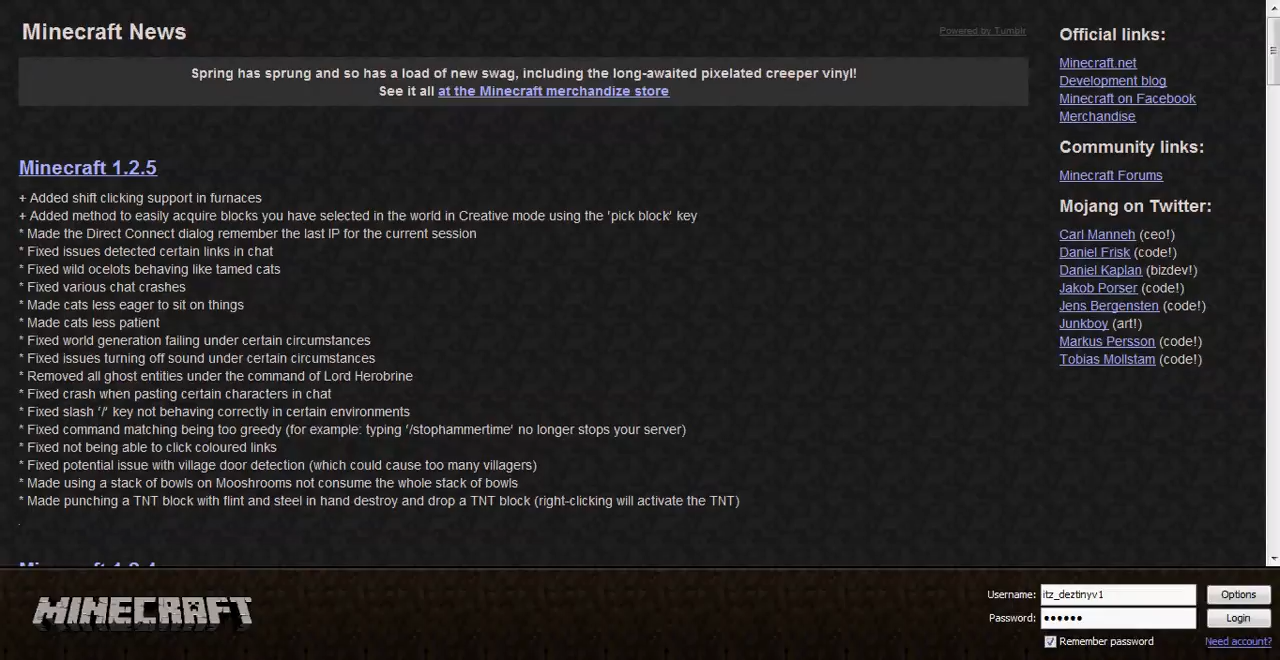 Minecraft News
Powered by Tumblr
Spring has sprung and so has a load of new swag, including the long-awaited pixelated creeper vinyl!
See it all at the Minecraft merchandize store
Minecraft 1.2.5
+ Added shift clicking support in furnaces
+ Added method to easily acquire blocks you have selected in the world in Creative mode using the 'pick block' key
* Made the Direct Connect dialog remember the last IP for the current session
* Fixed issues detected certain links in chat
* Fixed wild ocelots behaving like tamed cats
* Fixed various chat crashes
* Made cats less eager to sit on things
* Made cats less patient
* Fixed world generation failing under certain circumstances
* Fixed issues turning off sound under certain circumstances
* Removed all ghost entities under the command of Lord Herobrine
* Fixed crash when pasting certain characters in chat
* Fixed slash '/' key not behaving correctly in certain environments
* Fixed command matching being too greedy (for example: typing '/stophammertime' no longer stops your server)
* Fixed not being able to click coloured links
* Fixed potential issue with village door detection (which could cause too many villagers)
* Made using a stack of bowls on Mooshrooms not consume the whole stack of bowls
* Made punching a TNT block with flint and steel in hand destroy and drop a TNT block (right-clicking will activate the TNT)
.
Official links:
Minecraft.net
Development blog
Minecraft on Facebook
Merchandise
Community links:
Minecraft Forums
Mojang on Twitter:
Carl Manneh (ceo!)
Daniel Frisk (code!)
Daniel Kaplan (bizdev!)
Jakob Porser (code!)
Jens Bergensten (code!)
Junkboy (art!)
Markus Persson (code!)
Tobias Mollstam (code!)
MINECRAFT
Username: itz_deztinyv1 Options
Password: •••••• Login
Remember password Need account?